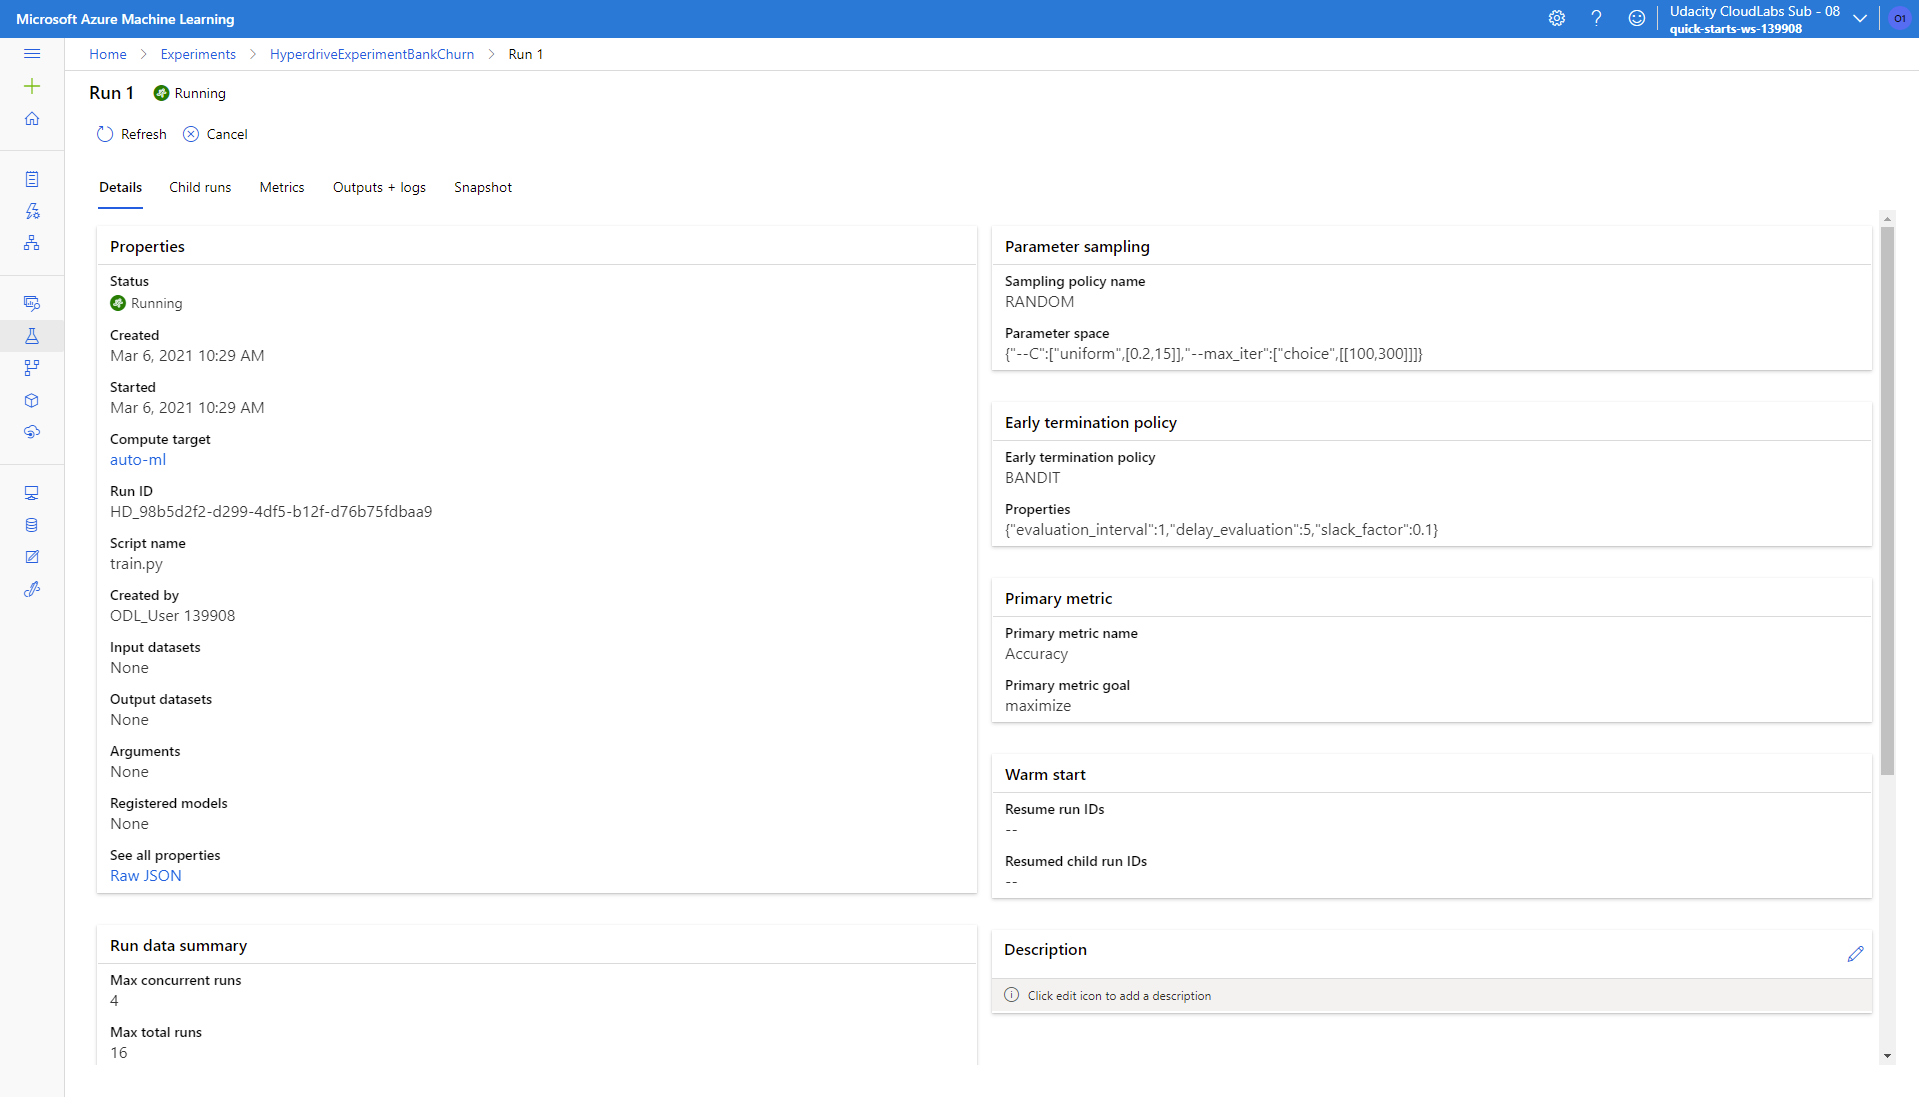 Microsoft Azure Machine Learning
Udacity CloudLabs Sub - 08
quick-starts-ws-139908
O1
Home > Experiments > HyperdriveExperimentBankChurn > Run 1
Run 1 Running
Refresh Cancel
Details Child runs Metrics Outputs + logs Snapshot
Properties
Status
Running
Created
Mar 6, 2021 10:29 AM
Started
Mar 6, 2021 10:29 AM
Compute target
auto-ml
Run ID
HD_98b5d2f2-d299-4df5-b12f-d76b75fdbaa9
Script name
train.py
Created by
ODL_User 139908
Input datasets
None
Output datasets
None
Arguments
None
Registered models
None
See all properties
Raw JSON
Run data summary
Max concurrent runs
4
Max total runs
16
Parameter sampling
Sampling policy name
RANDOM
Parameter space
{"--C":["uniform",[0.2,15]],"--max_iter":["choice",[[100,300]]]}
Early termination policy
Early termination policy
BANDIT
Properties
{"evaluation_interval":1,"delay_evaluation":5,"slack_factor":0.1}
Primary metric
Primary metric name
Accuracy
Primary metric goal
maximize
Warm start
Resume run IDs
--
Resumed child run IDs
--
Description
Click edit icon to add a description